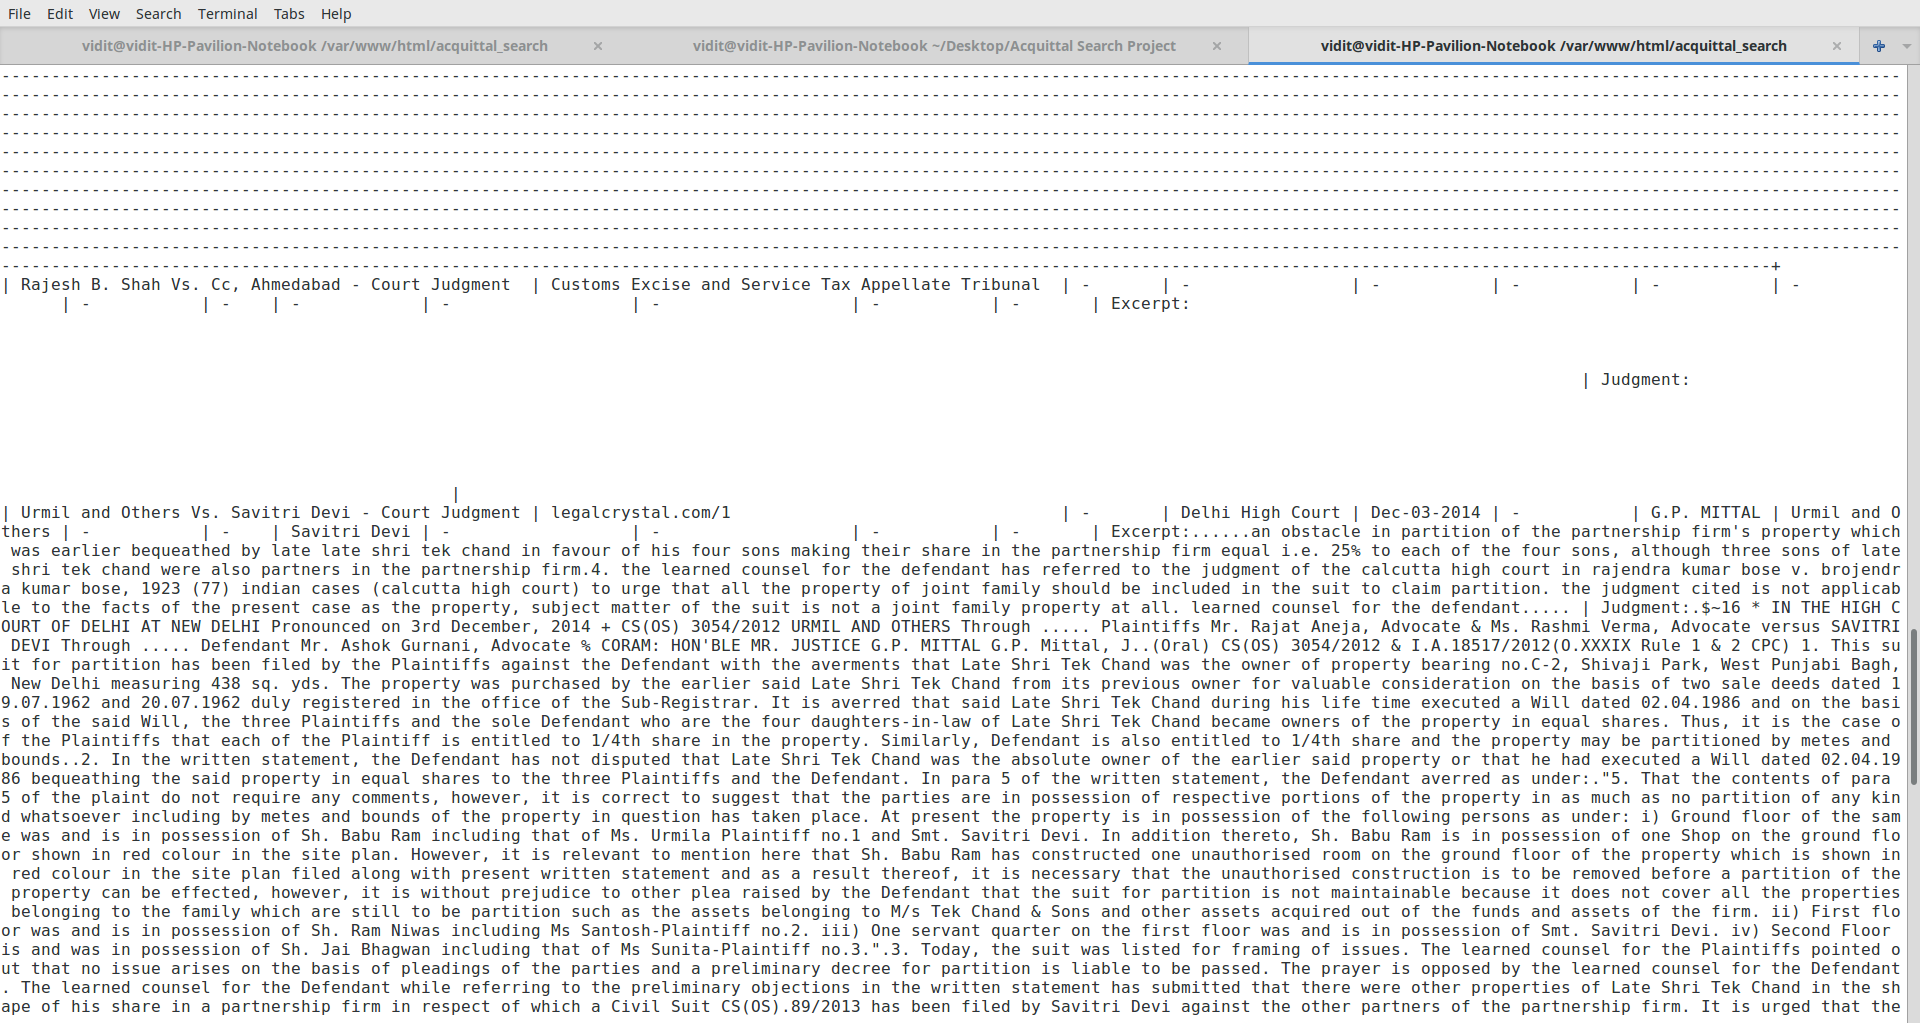 File Edit View Search Terminal Tabs Help
vidit@vidit-HP-Pavilion-Notebook /var/www/html/acquittal_search × vidit@vidit-HP-Pavilion-Notebook ~/Desktop/Acquittal Search Project × vidit@vidit-HP-Pavilion-Notebook /var/www/html/acquittal_search ×
| Rajesh B. Shah Vs. Cc, Ahmedabad - Court Judgment | Customs Excise and Service Tax Appellate Tribunal | - | - | - | - | - | -
| - | - | - | - | - | - | - | Excerpt:
| Judgment:
|
| Urmil and Others Vs. Savitri Devi - Court Judgment | legalcrystal.com/1 | - | Delhi High Court | Dec-03-2014 | - | G.P. MITTAL | Urmil and O
thers | - | - | Savitri Devi | - | - | - | - | Excerpt:......an obstacle in partition of the partnership firm's property which
was earlier bequeathed by late late shri tek chand in favour of his four sons making their share in the partnership firm equal i.e. 25% to each of the four sons, although three sons of late
shri tek chand were also partners in the partnership firm.4. the learned counsel for the defendant has referred to the judgment of the calcutta high court in rajendra kumar bose v. brojendr
a kumar bose, 1923 (77) indian cases (calcutta high court) to urge that all the property of joint family should be included in the suit to claim partition. the judgment cited is not applicab
le to the facts of the present case as the property, subject matter of the suit is not a joint family property at all. learned counsel for the defendant..... | Judgment:.$~16 * IN THE HIGH C
OURT OF DELHI AT NEW DELHI Pronounced on 3rd December, 2014 + CS(OS) 3054/2012 URMIL AND OTHERS Through ..... Plaintiffs Mr. Rajat Aneja, Advocate & Ms. Rashmi Verma, Advocate versus SAVITRI
DEVI Through ..... Defendant Mr. Ashok Gurnani, Advocate % CORAM: HON'BLE MR. JUSTICE G.P. MITTAL G.P. Mittal, J..(Oral) CS(OS) 3054/2012 & I.A.18517/2012(O.XXXIX Rule 1 & 2 CPC) 1. This su
it for partition has been filed by the Plaintiffs against the Defendant with the averments that Late Shri Tek Chand was the owner of property bearing no.C-2, Shivaji Park, West Punjabi Bagh,
New Delhi measuring 438 sq. yds. The property was purchased by the earlier said Late Shri Tek Chand from its previous owner for valuable consideration on the basis of two sale deeds dated 1
9.07.1962 and 20.07.1962 duly registered in the office of the Sub-Registrar. It is averred that said Late Shri Tek Chand during his life time executed a Will dated 02.04.1986 and on the basi
s of the said Will, the three Plaintiffs and the sole Defendant who are the four daughters-in-law of Late Shri Tek Chand became owners of the property in equal shares. Thus, it is the case o
f the Plaintiffs that each of the Plaintiff is entitled to 1/4th share in the property. Similarly, Defendant is also entitled to 1/4th share and the property may be partitioned by metes and
bounds..2. In the written statement, the Defendant has not disputed that Late Shri Tek Chand was the absolute owner of the earlier said property or that he had executed a Will dated 02.04.19
86 bequeathing the said property in equal shares to the three Plaintiffs and the Defendant. In para 5 of the written statement, the Defendant averred as under:."5. That the contents of para
5 of the plaint do not require any comments, however, it is correct to suggest that the parties are in possession of respective portions of the property in as much as no partition of any kin
d whatsoever including by metes and bounds of the property in question has taken place. At present the property is in possession of the following persons as under: i) Ground floor of the sam
e was and is in possession of Sh. Babu Ram including that of Ms. Urmila Plaintiff no.1 and Smt. Savitri Devi. In addition thereto, Sh. Babu Ram is in possession of one Shop on the ground flo
or shown in red colour in the site plan. However, it is relevant to mention here that Sh. Babu Ram has constructed one unauthorised room on the ground floor of the property which is shown in
red colour in the site plan filed along with present written statement and as a result thereof, it is necessary that the unauthorised construction is to be removed before a partition of the
property can be effected, however, it is without prejudice to other plea raised by the Defendant that the suit for partition is not maintainable because it does not cover all the properties
belonging to the family which are still to be partition such as the assets belonging to M/s Tek Chand & Sons and other assets acquired out of the funds and assets of the firm. ii) First flo
or was and is in possession of Sh. Ram Niwas including Ms Santosh-Plaintiff no.2. iii) One servant quarter on the first floor was and is in possession of Smt. Savitri Devi. iv) Second Floor
is and was in possession of Sh. Jai Bhagwan including that of Ms Sunita-Plaintiff no.3.".3. Today, the suit was listed for framing of issues. The learned counsel for the Plaintiffs pointed o
ut that no issue arises on the basis of pleadings of the parties and a preliminary decree for partition is liable to be passed. The prayer is opposed by the learned counsel for the Defendant
. The learned counsel for the Defendant while referring to the preliminary objections in the written statement has submitted that there were other properties of Late Shri Tek Chand in the sh
ape of his share in a partnership firm in respect of which a Civil Suit CS(OS).89/2013 has been filed by Savitri Devi against the other partners of the partnership firm. It is urged that the